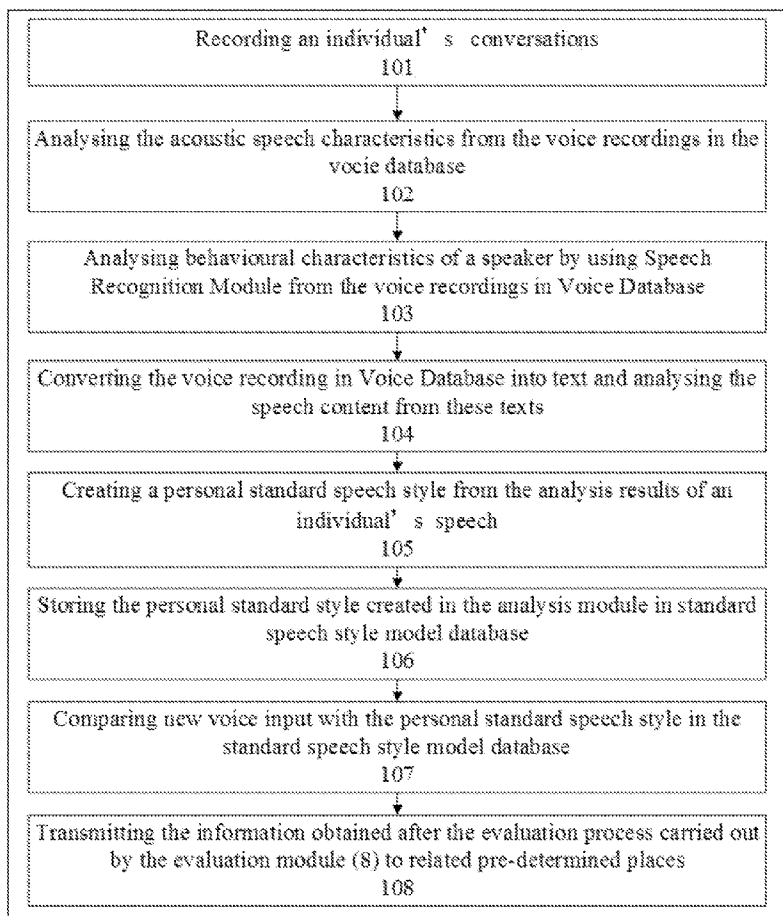 Recording an individual’ s conversations
101
Analysing the acoustic speech characteristics from the voice recordings in the
vocie database
102
Analysing behavioural characteristics of a speaker by using Speech
Recognition Module from the voice recordings in Voice Database
103
Converting the voice recording in Voice Database into text and analysing the
speech content from these texts
104
Creating a personal standard speech style from the analysis results of an
individual’ s speech
105
Storing the personal standard style created in the analysis module in standard
speech style model database
106
Comparing new voice input with the personal standard speech style in the
standard speech style model database
107
Transmitting the information obtained after the evaluation process carried out
by the evaluation module (8) to related pre-determined places
108